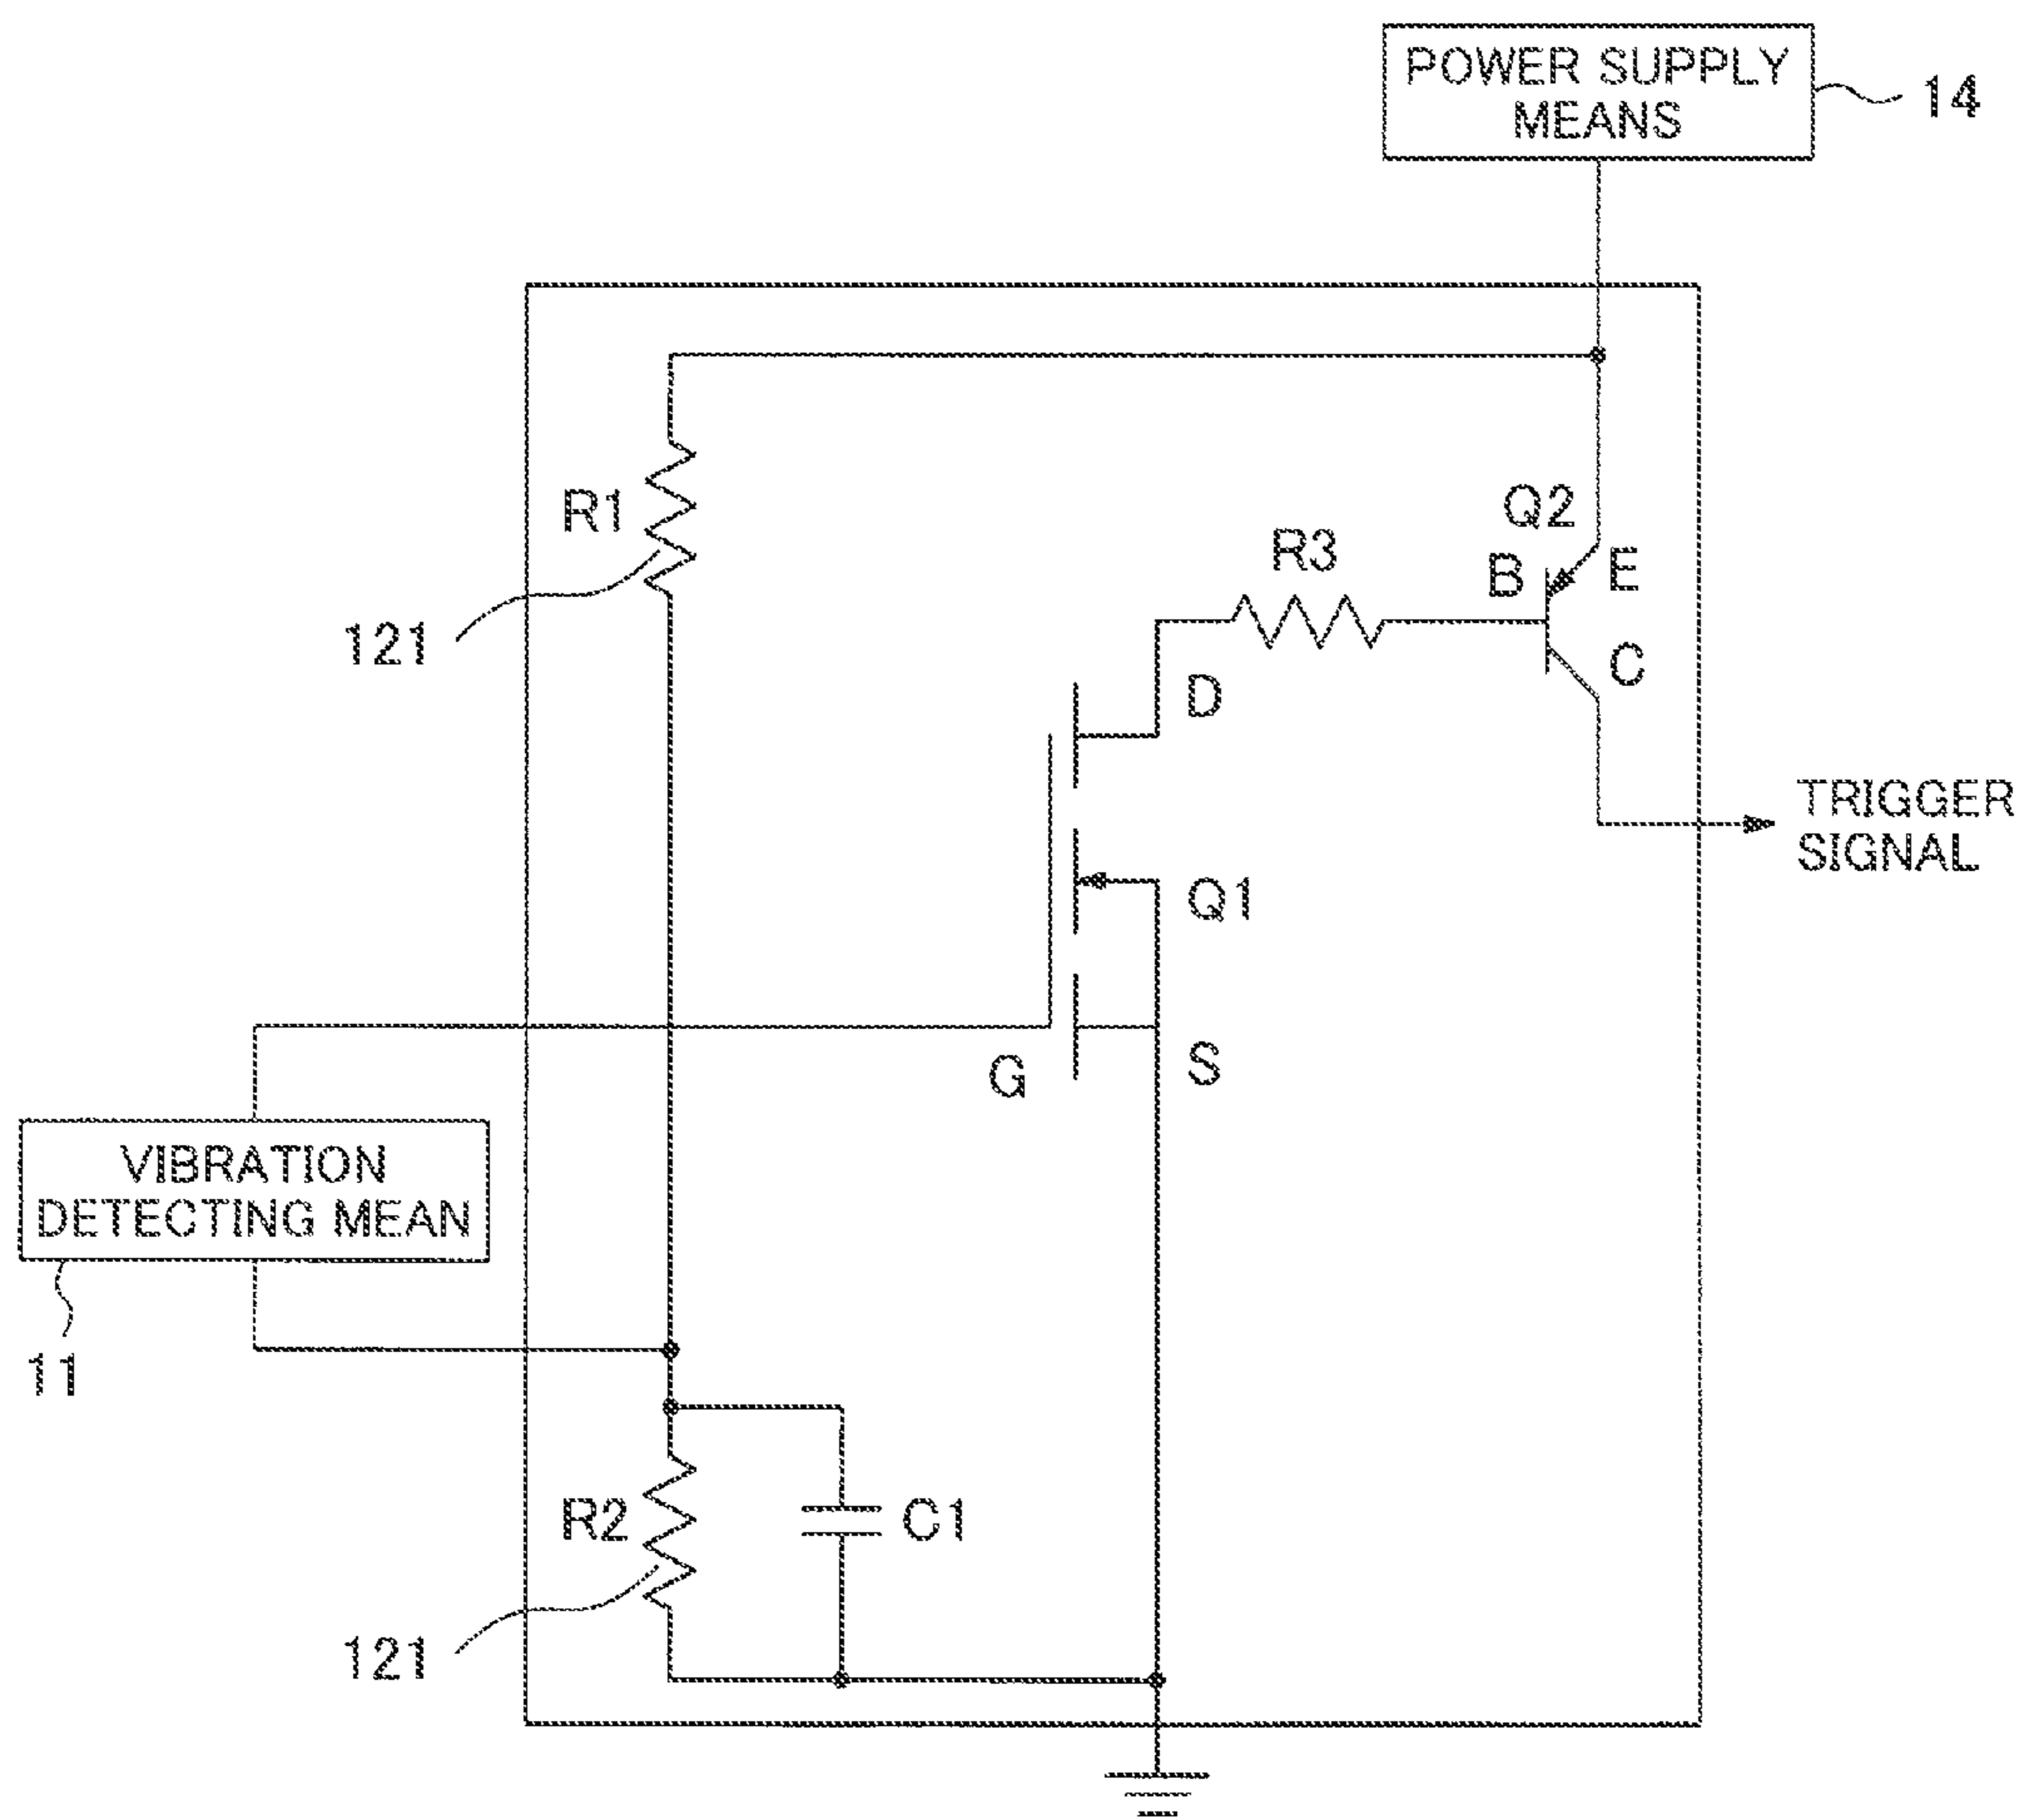 POWER SUPPLY
MEANS
14
R1
121
Q2
R3
B
E
C
D
TRIGGER
SIGNAL
Q1
G
S
VIBRATION
DETECTING MEAN
11
R2
C1
121